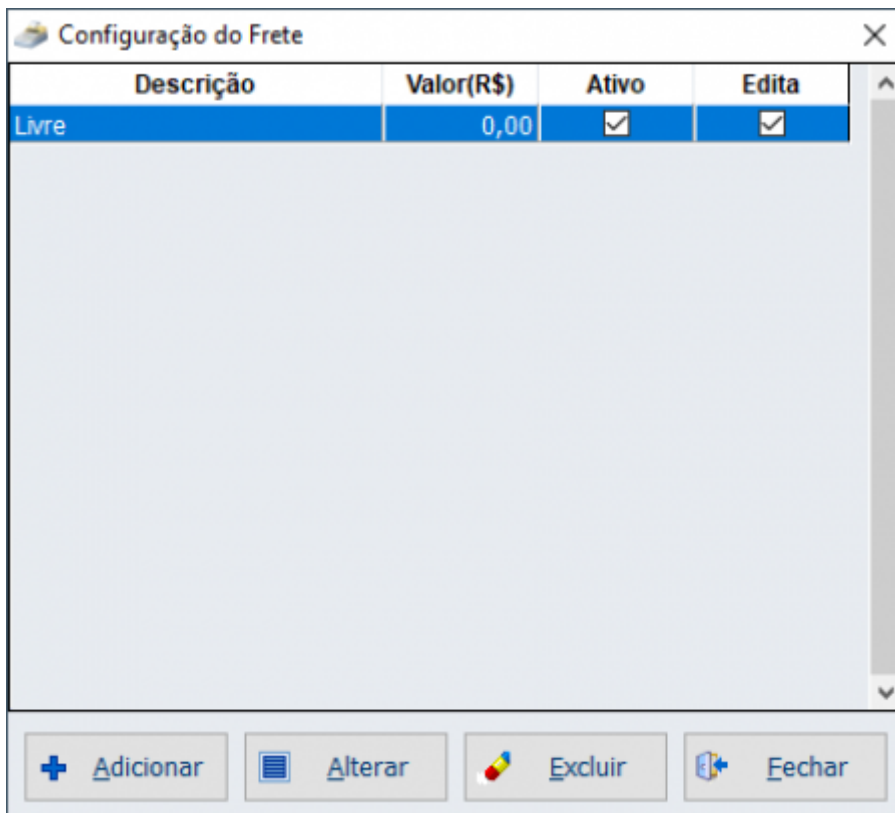 Configuração do Frete
Descrição Valor(R$) Ativo Edita
Livre 0,00
Adicionar Alterar Excluir Fechar